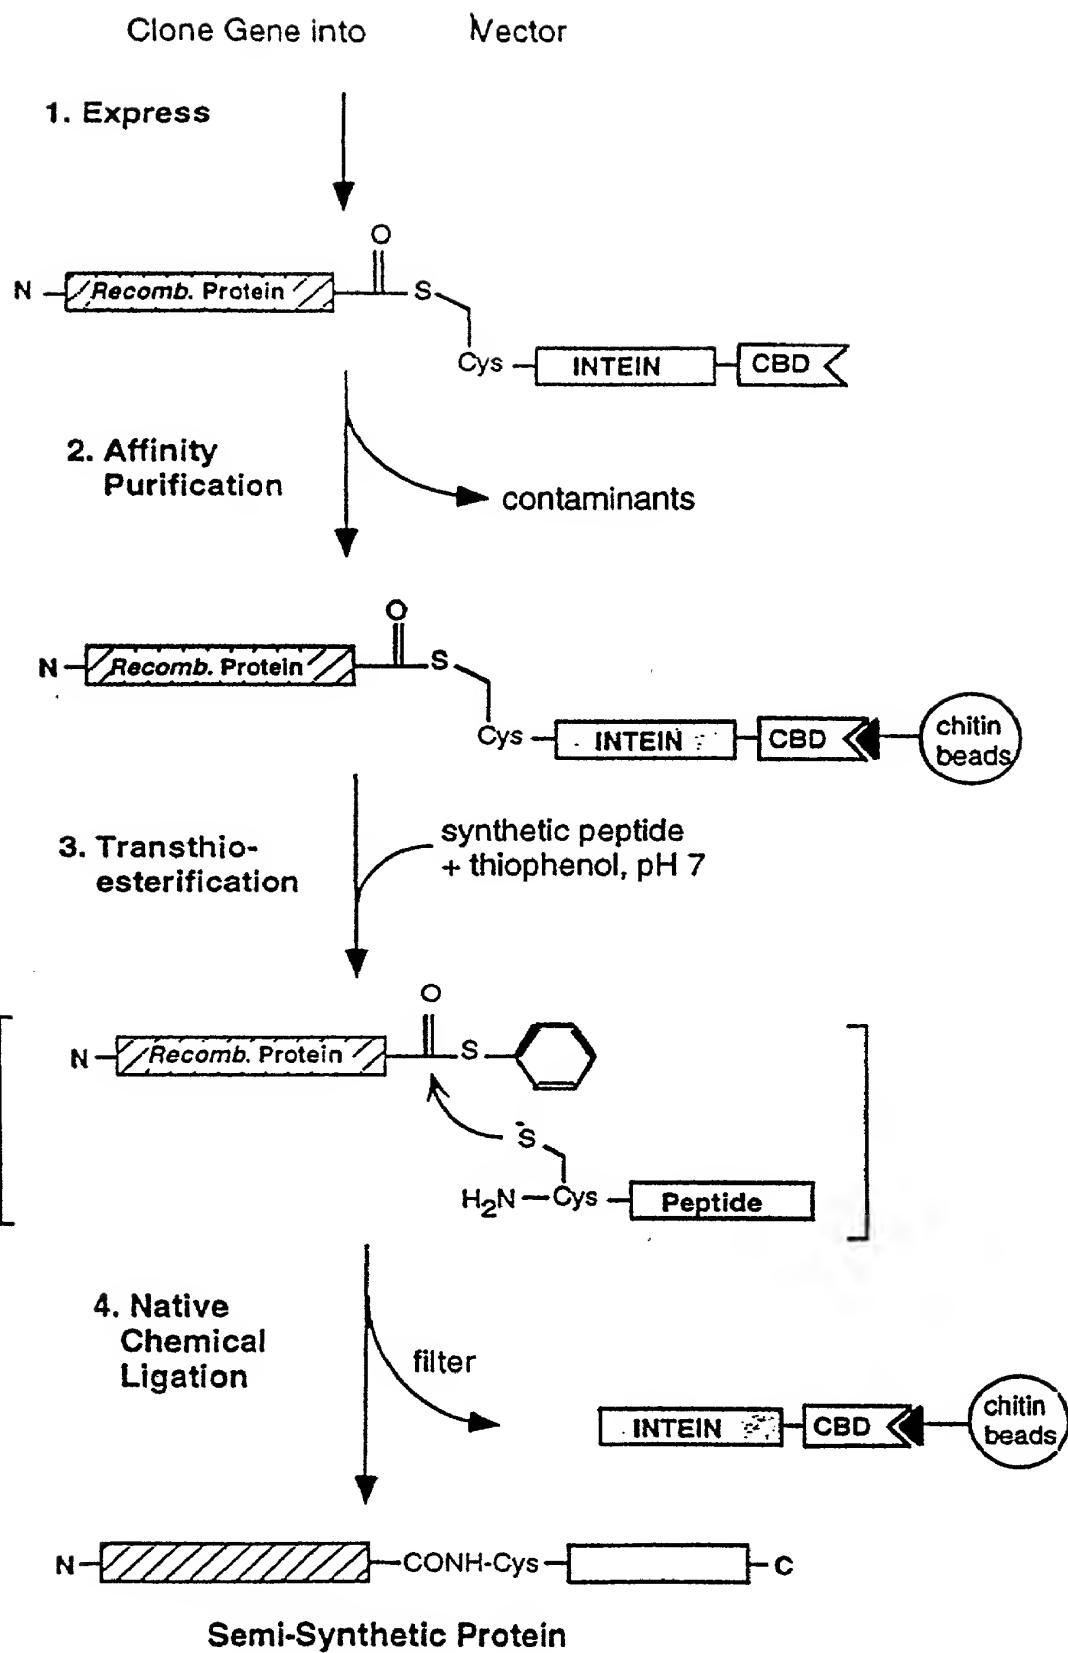 Clone Gene into Vector
1. Express
O
N Recomb. Protein S
Cys INTEIN CBD
2. Affinity
Purification
contaminants
O
N Recomb. Protein S
Cys INTEIN CBD
chitin
beads
3. Transthio-
esterification
synthetic peptide
+ thiophenol, pH 7
O
N Recomb. Protein S
-S
H2N Cys Peptide
4. Native
Chemical
Ligation
filter
INTEIN CBD
chitin
beads
N CONH-Cys C
Semi-Synthetic Protein